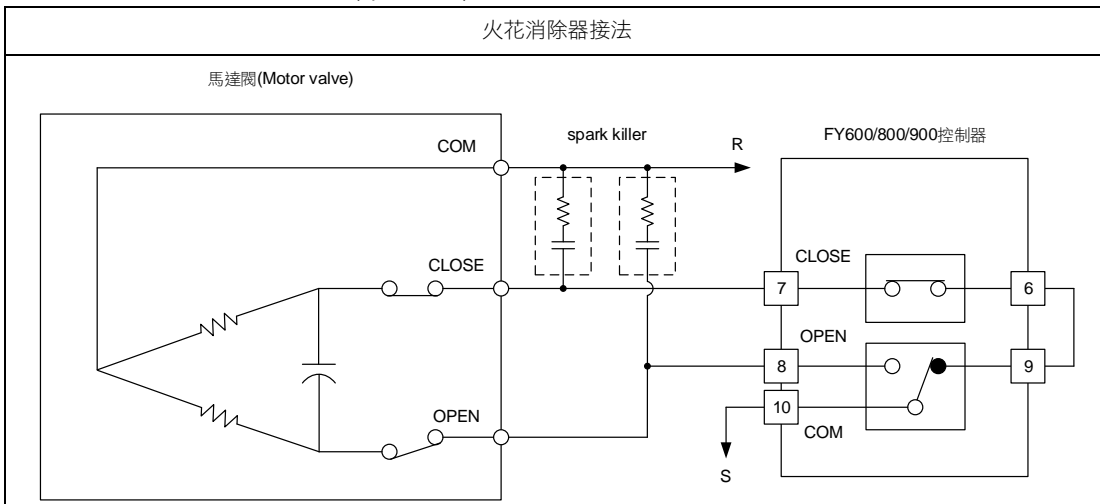 火花消除器接法
馬達閥(Motor valve)
COM
spark killer
R
FY600/800/900控制器
CLOSE
CLOSE
7
6
OPEN
8
9
OPEN
10
COM
S